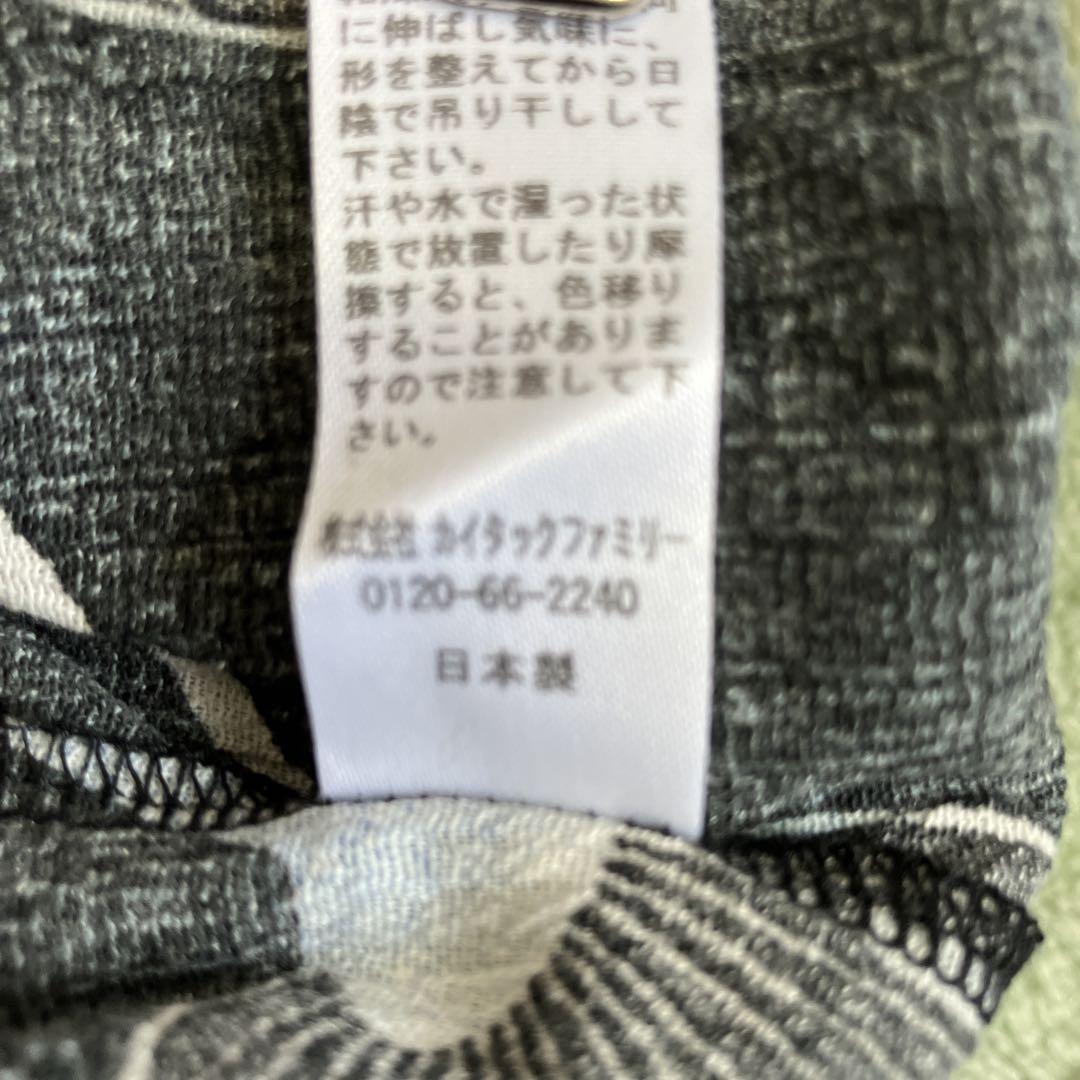 に伸ばし気味に、
形を整えてから日
陰で吊り干しして
下さい。
汗や水で湿った状
態で放置したり摩
擦すると、色移り
することがありま
すので注意して下
さい。
株式会社 カイタックファミリー
0120-66-2240
日本製